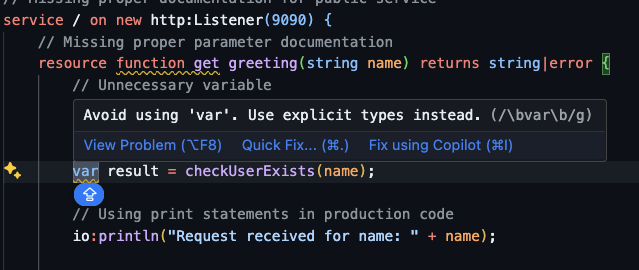 // Missing proper documentation for public service
service / on new http:Listener(9090) {
// Missing proper parameter documentation
resource function get greeting(string name) returns string|error {
// Unnecessary variable
Avoid using 'var'. Use explicit types instead. (/\bvar\b/g)
View Problem (⌥F8) Quick Fix... (⌘.) Fix using Copilot (⌘I)
var result = checkUserExists(name);
// Using print statements in production code
io:println("Request received for name: " + name);